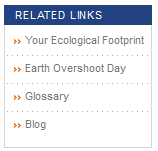 RELATED LINKS
Your Ecological Footprint
Earth Overshoot Day
Glossary
Blog